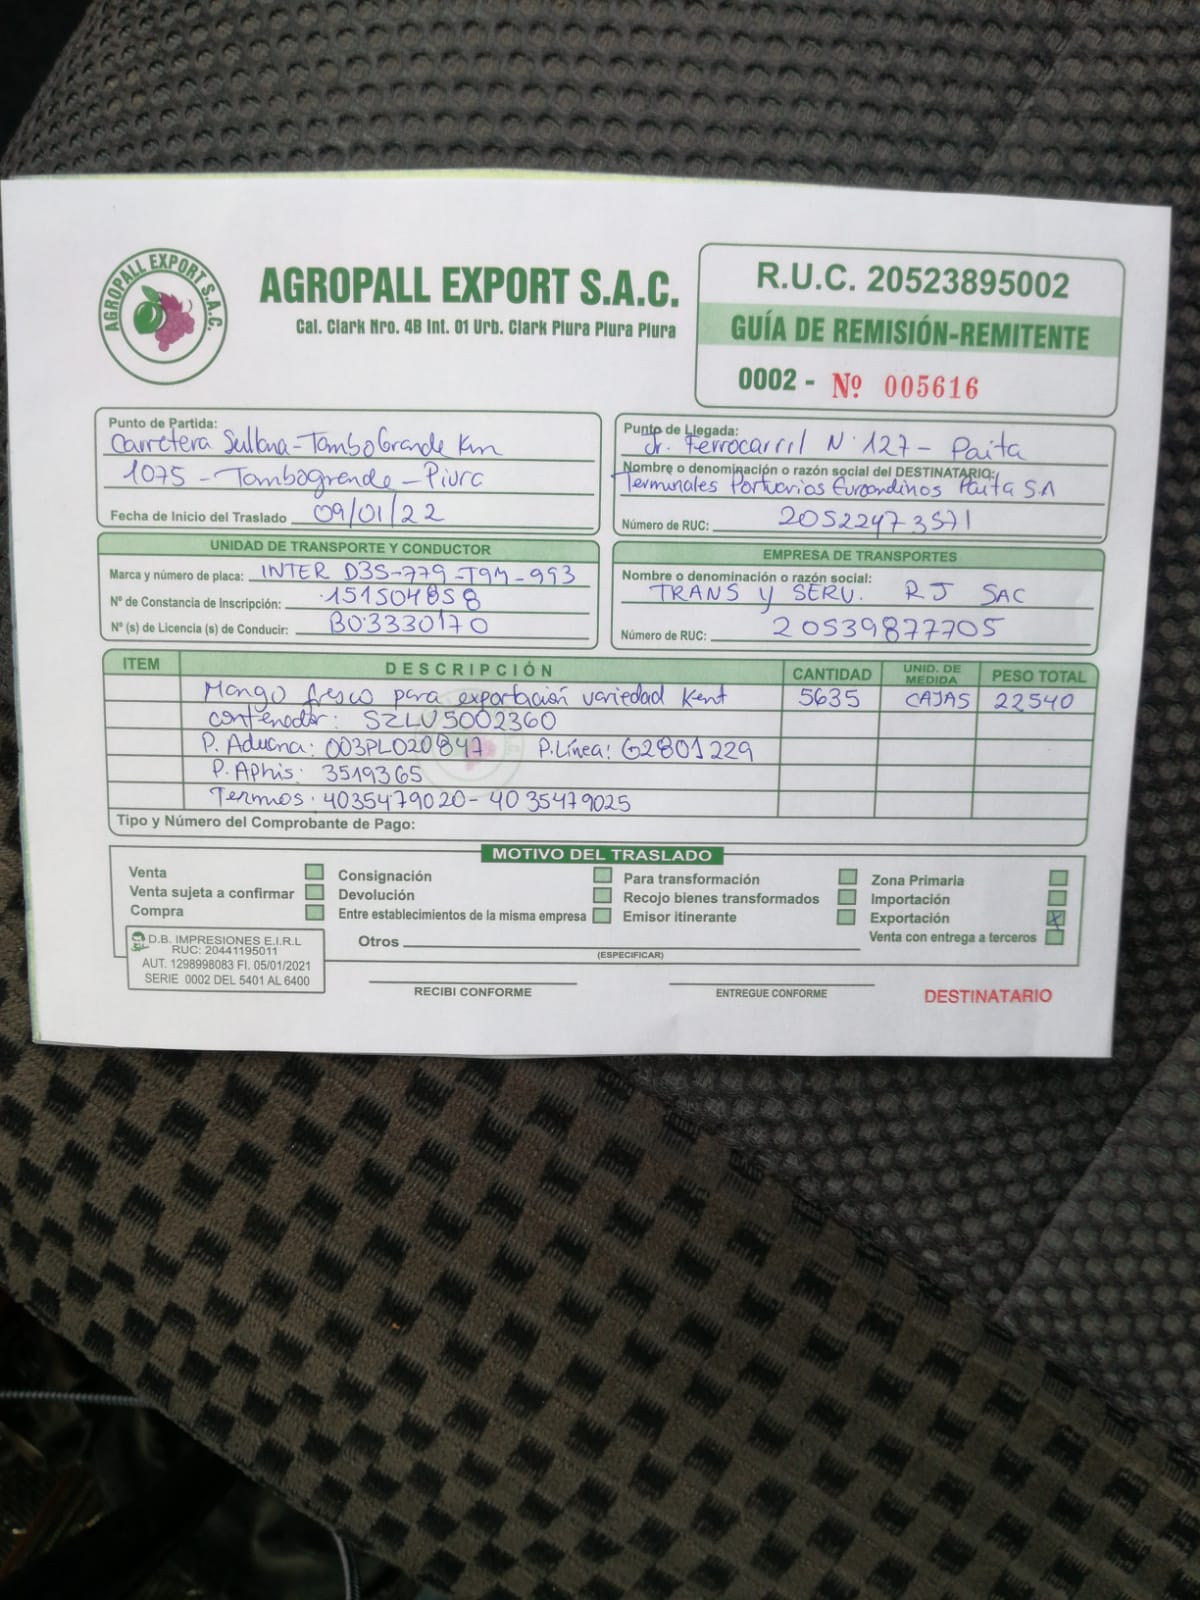 AGROPALL EXPORT S.A.C.
AGROPALL EXPORT S.A.C.
Cal. Clark Nro. 4B Int. 01 Urb. Clark Piura Piura Piura
R.U.C. 20523895002
GUÍA DE REMISIÓN-REMITENTE
0002 - Nº 005616
Punto de Partida:
Carretera Sullana-TamboGrande Km
1075 - Tambogrande - Piura
Fecha de Inicio del Traslado 09/01/22
Punto de Llegada:
Jr. Ferrocarril N° 127 - Paita
Nombre o denominación o razón social del DESTINATARIO:
Terminales Portuarios Euroandinos Paita S.A
Número de RUC: 20522473571
UNIDAD DE TRANSPORTE Y CONDUCTOR
Marca y número de placa: INTER D3S-779-T9M-993
Nº de Constancia de Inscripción: 151504858
Nº (s) de Licencia (s) de Conducir: B03330170
EMPRESA DE TRANSPORTES
Nombre o denominación o razón social:
TRANS y SERV. RJ SAC
Número de RUC: 20539877705
ITEM DESCRIPCIÓN CANTIDAD UNID. DE MEDIDA PESO TOTAL
Mango fresco para exportación variedad Kent 5635 CAJAS 22540
contenedor: SZLU5002360
P. Aduana: 003PL020847 P.Línea: G2801229
P. Aphis: 3519365
Termos: 4035479020 - 4035479025
Tipo y Número del Comprobante de Pago:
MOTIVO DEL TRASLADO
Venta
Venta sujeta a confirmar
Compra
Consignación
Devolución
Entre establecimientos de la misma empresa
Para transformación
Recojo bienes transformados
Emisor itinerante
Zona Primaria
Importación
Exportación X
Venta con entrega a terceros
Otros
(ESPECIFICAR)
D.B. IMPRESIONES E.I.R.L
RUC: 20441195011
AUT. 1298998083 FI. 05/01/2021
SERIE 0002 DEL 5401 AL 6400
RECIBI CONFORME
ENTREGUE CONFORME
DESTINATARIO